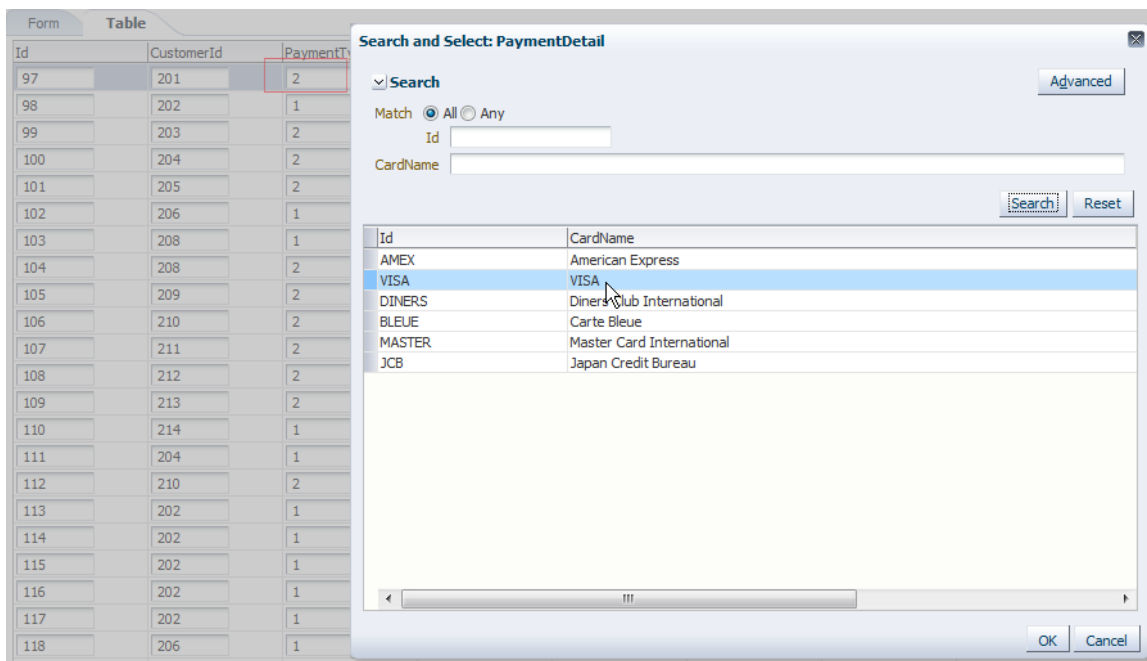 Form Table
Id CustomerId PaymentTy
97 201 2
98 202 1
99 203 2
100 204 2
101 205 2
102 206 1
103 208 1
104 208 2
105 209 2
106 210 2
107 211 2
108 212 2
109 213 2
110 214 1
111 204 1
112 210 2
113 202 1
114 202 1
115 202 1
116 202 1
117 202 1
118 206 1
Search and Select: PaymentDetail
Search
Advanced
Match All Any
Id
CardName
Search Reset
Id CardName
AMEX American Express
VISA VISA
DINERS Diners Club International
BLEUE Carte Bleue
MASTER Master Card International
JCB Japan Credit Bureau
OK Cancel